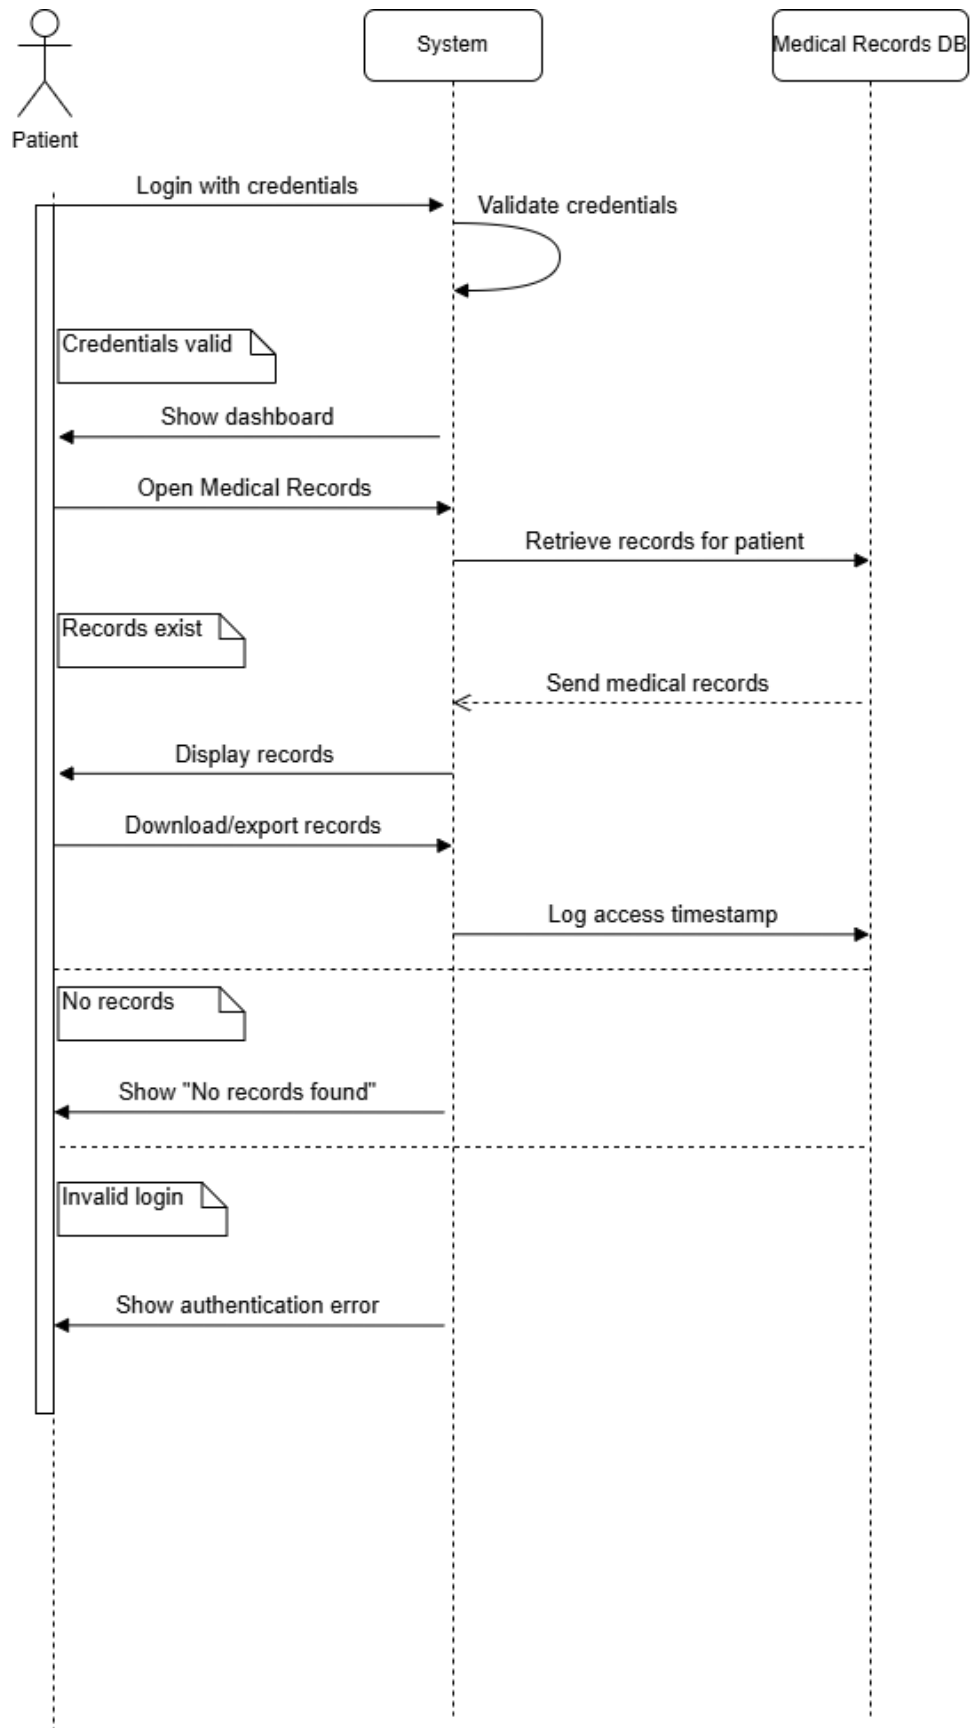 System
Medical Records DB
Patient
Login with credentials
Validate credentials
Credentials valid
Show dashboard
Open Medical Records
Retrieve records for patient
Records exist
Send medical records
Display records
Download/export records
Log access timestamp
No records
Show "No records found"
Invalid login
Show authentication error